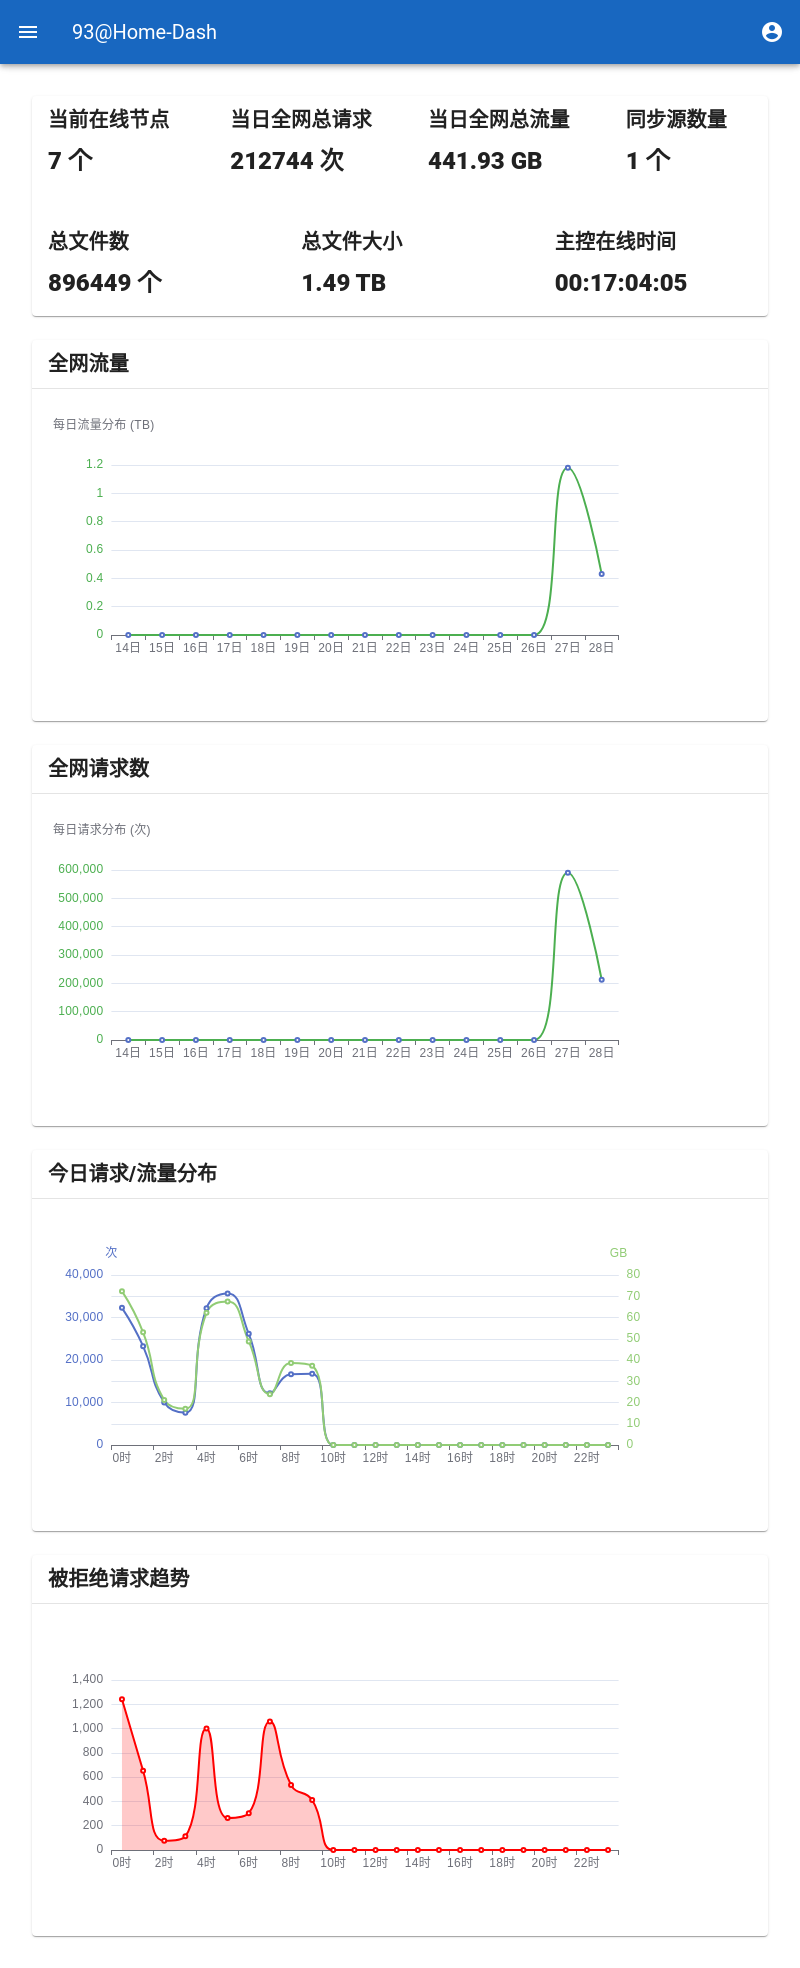 93@Home-Dash
当前在线节点 当日全网总请求 当日全网总流量 同步源数量
7 个 212744 次 441.93 GB 1 个
总文件数 总文件大小 主控在线时间
896449 个 1.49 TB 00:17:04:05
全网流量
每日流量分布 (TB)
1.2
1
0.8
0.6
0.4
0.2
0
14日 15日 16日 17日 18日 19日 20日 21日 22日 23日 24日 25日 26日 27日 28日
全网请求数
每日请求分布 (次)
600,000
500,000
400,000
300,000
200,000
100,000
0
14日 15日 16日 17日 18日 19日 20日 21日 22日 23日 24日 25日 26日 27日 28日
今日请求/流量分布
次 GB
40,000 80
70
30,000 60
50
20,000 40
30
10,000 20
10
0 0
0时 2时 4时 6时 8时 10时 12时 14时 16时 18时 20时 22时
被拒绝请求趋势
1,400
1,200
1,000
800
600
400
200
0
0时 2时 4时 6时 8时 10时 12时 14时 16时 18时 20时 22时